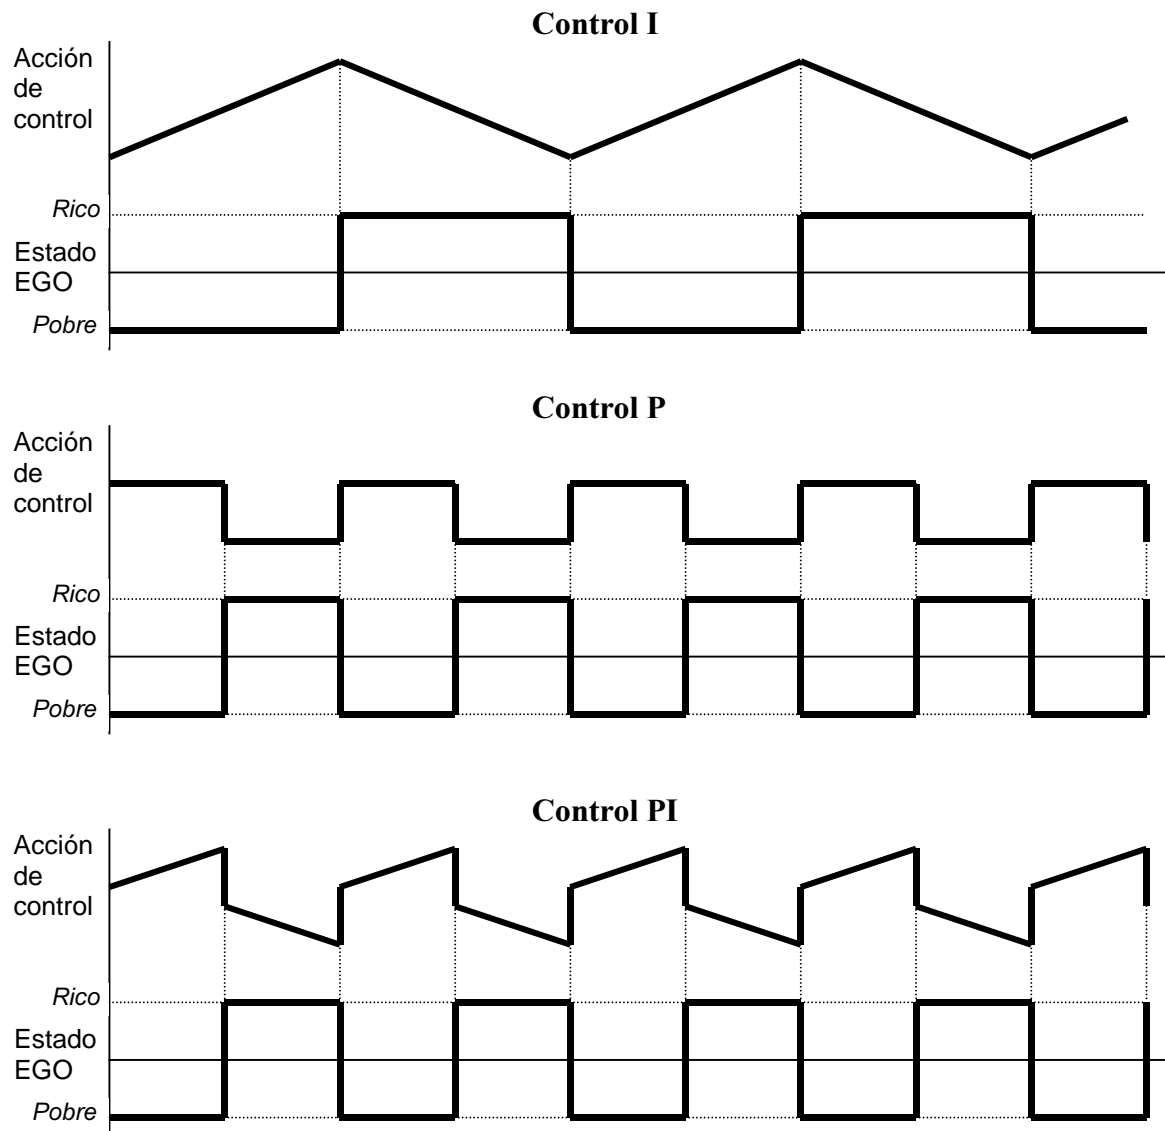 Control I
Acción
de
control
Rico
Estado
EGO
Pobre
Control P
Acción
de
control
Rico
Estado
EGO
Pobre
Control PI
Acción
de
control
Rico
Estado
EGO
Pobre